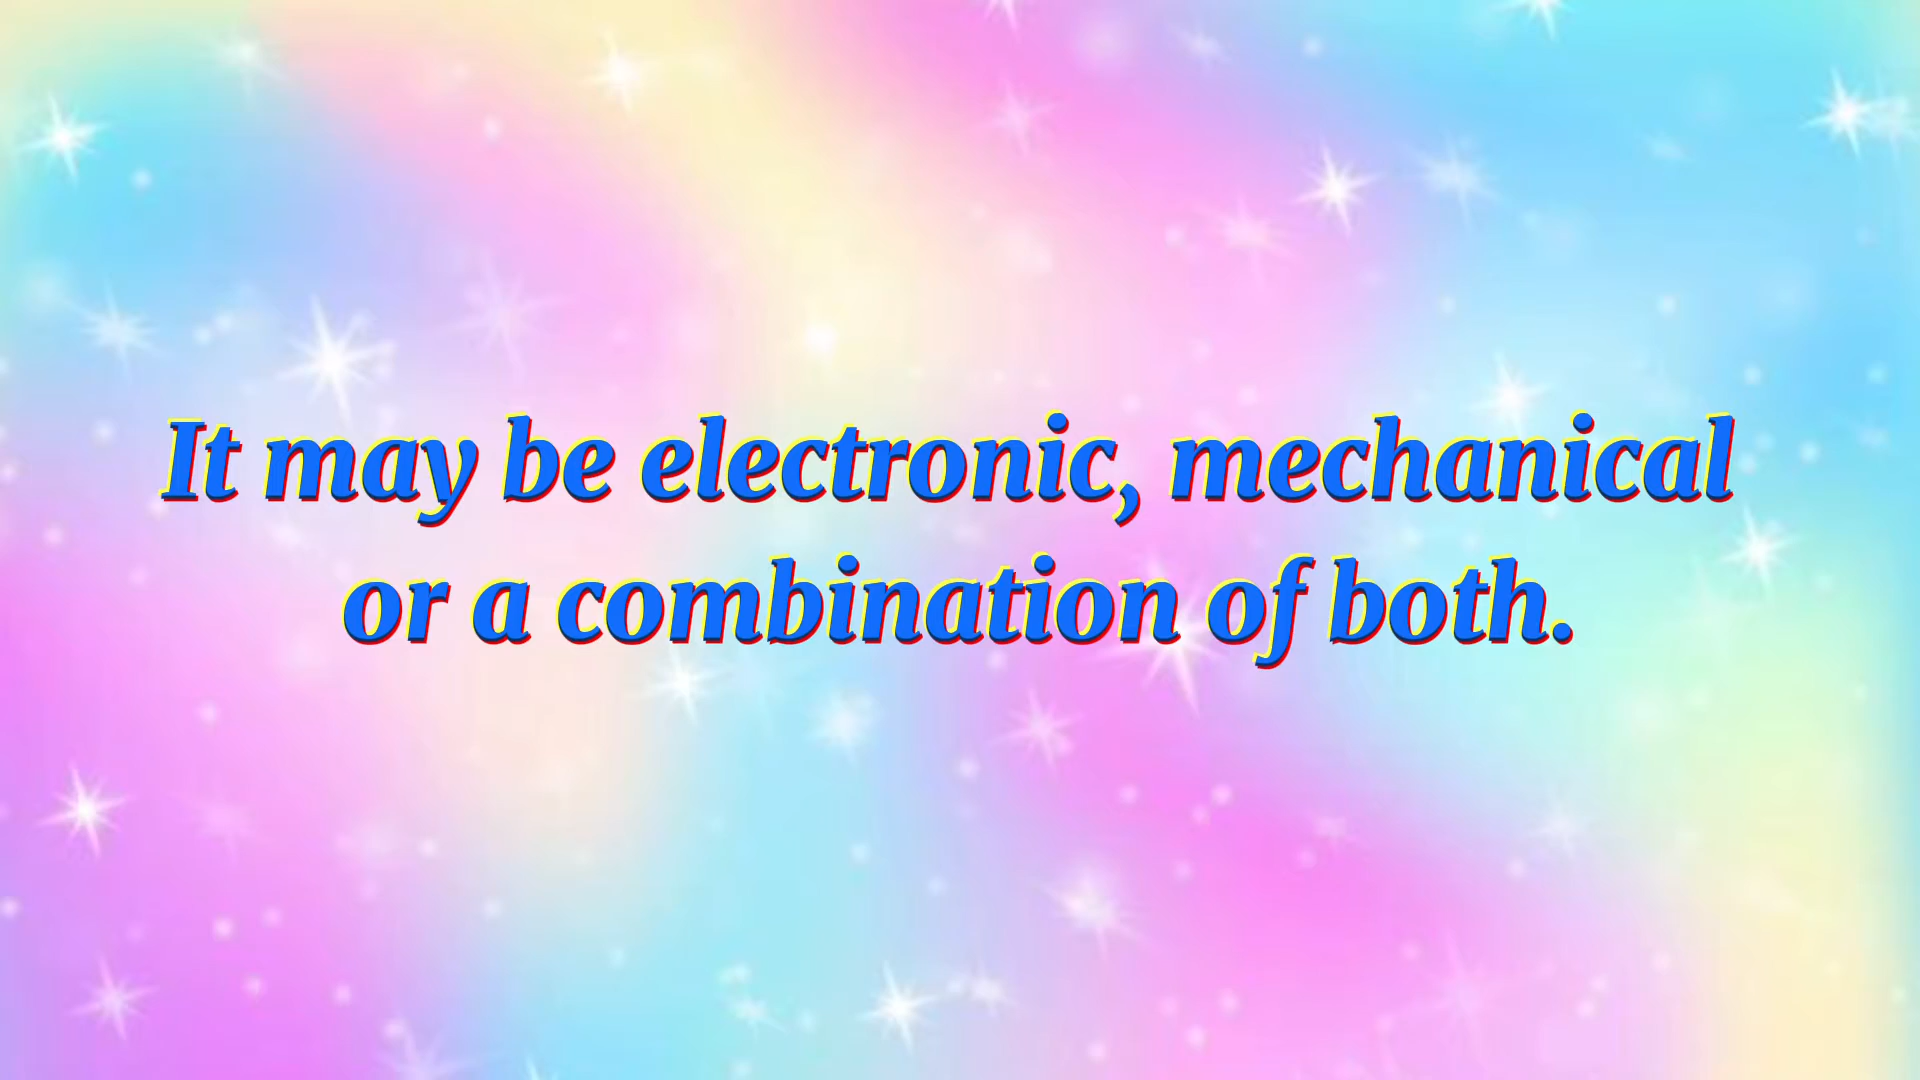 It may be electronic, mechanical
or a combination of both.